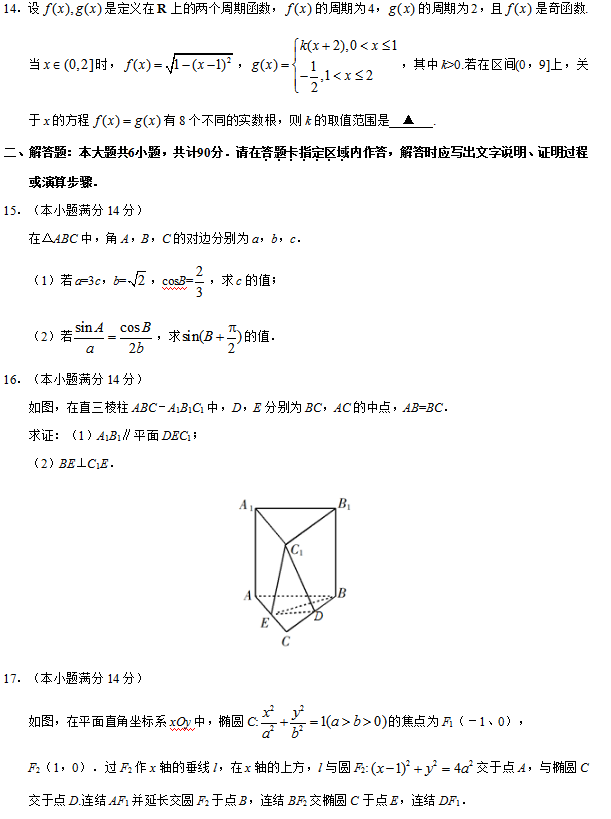 14．设 f(x), g(x) 是定义在 R 上的两个周期函数，f(x) 的周期为 4，g(x) 的周期为 2，且 f(x) 是奇函数.
当 x∈(0,2] 时，f(x)=√(1-(x-1)²)，g(x)={k(x+2),0<x≤1; -1/2,1<x≤2，其中 k>0.若在区间(0，9]上，关
于 x 的方程 f(x)=g(x) 有 8 个不同的实数根，则 k 的取值范围是 ▲ .
二、解答题：本大题共6小题，共计90分．请在答题卡指定区域内作答，解答时应写出文字说明、证明过程
或演算步骤．
15．（本小题满分 14 分）
在△ABC 中，角 A，B，C 的对边分别为 a，b，c．
（1）若 a=3c，b=√2，cosB=2/3，求 c 的值；
（2）若 sinA/a=cosB/2b，求 sin(B+π/2) 的值．
16．（本小题满分 14 分）
如图，在直三棱柱 ABC－A₁B₁C₁ 中，D，E 分别为 BC，AC 的中点，AB=BC．
求证：（1）A₁B₁∥平面 DEC₁；
（2）BE⊥C₁E．
A₁
B₁
C₁
A
B
E
D
C
17．（本小题满分 14 分）
如图，在平面直角坐标系 xOy 中，椭圆 C: x²/a²+y²/b²=1(a>b>0) 的焦点为 F₁（－1、0），
F₂（1，0）．过 F₂ 作 x 轴的垂线 l，在 x 轴的上方，l 与圆 F₂: (x-1)²+y²=4a² 交于点 A，与椭圆 C
交于点 D.连结 AF₁ 并延长交圆 F₂ 于点 B，连结 BF₂ 交椭圆 C 于点 E，连结 DF₁．